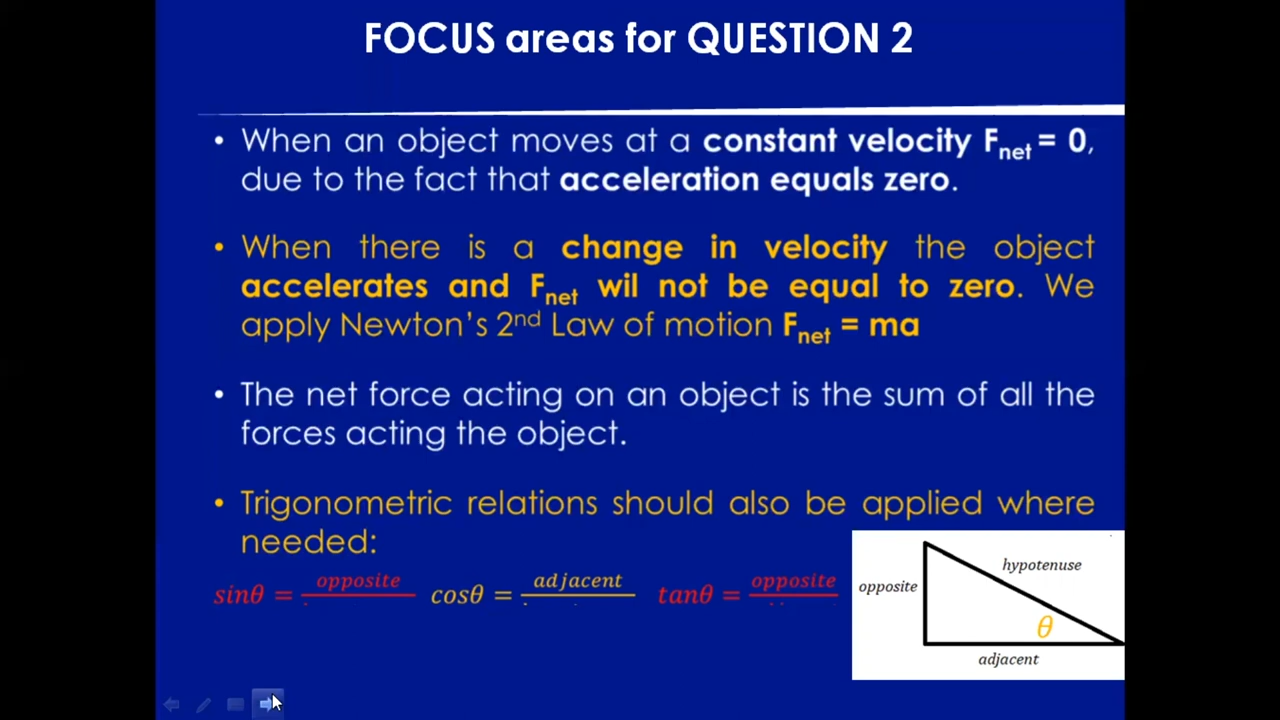 FOCUS areas for QUESTION 2
• When an object moves at a constant velocity Fnet = 0,
due to the fact that acceleration equals zero.
• When there is a change in velocity the object
accelerates and Fnet wil not be equal to zero. We
apply Newton's 2nd Law of motion Fnet = ma
• The net force acting on an object is the sum of all the
forces acting the object.
• Trigonometric relations should also be applied where
needed:
sinθ = opposite cosθ = adjacent tanθ = opposite
hypotenuse
opposite
θ
adjacent